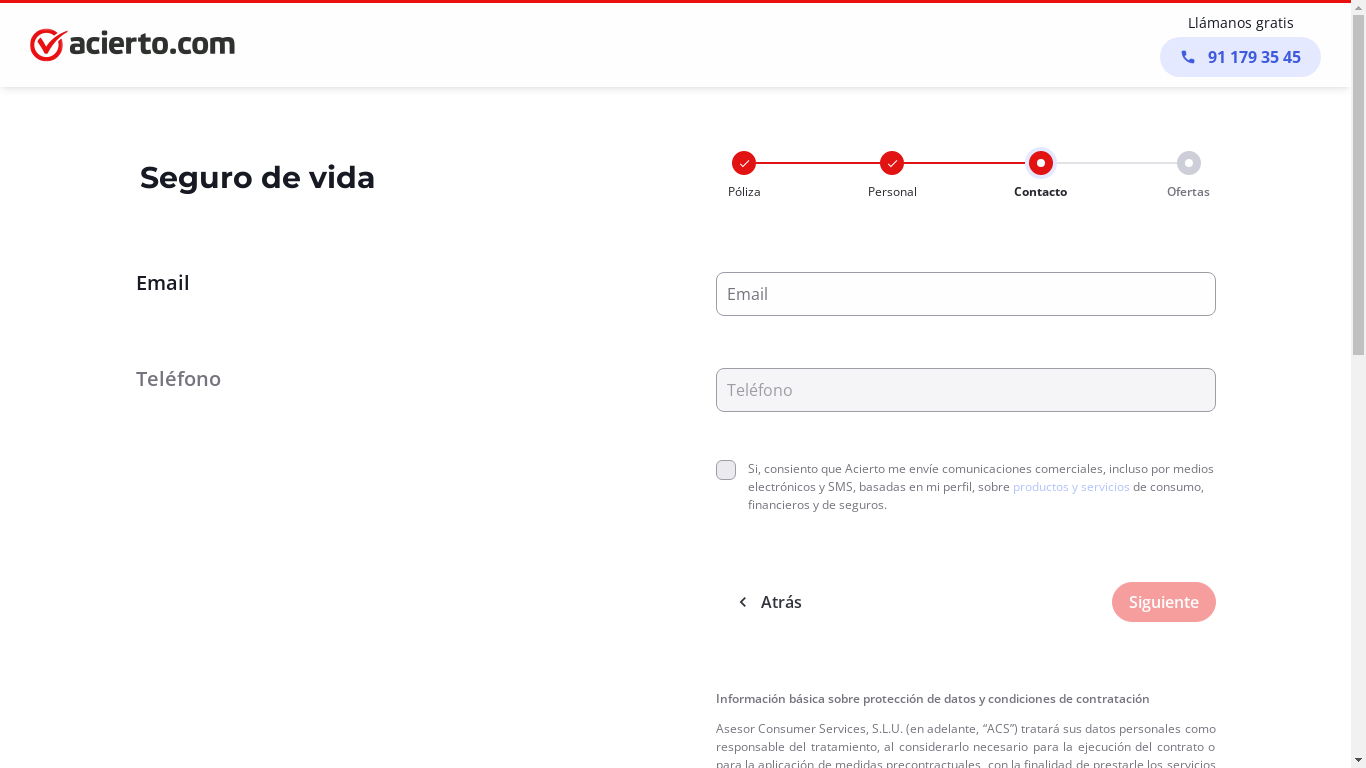 acierto.com
Llámanos gratis
91 179 35 45
Seguro de vida
Póliza
Personal
Contacto
Ofertas
Email
Email
Teléfono
Teléfono
Si, consiento que Acierto me envíe comunicaciones comerciales, incluso por medios
electrónicos y SMS, basadas en mi perfil, sobre productos y servicios de consumo,
financieros y de seguros.
Atrás
Siguiente
Información básica sobre protección de datos y condiciones de contratación
Asesor Consumer Services, S.L.U. (en adelante, “ACS”) tratará sus datos personales como
responsable del tratamiento, al considerarlo necesario para la ejecución del contrato o
para la aplicación de medidas precontractuales, con la finalidad de prestarle los servicios